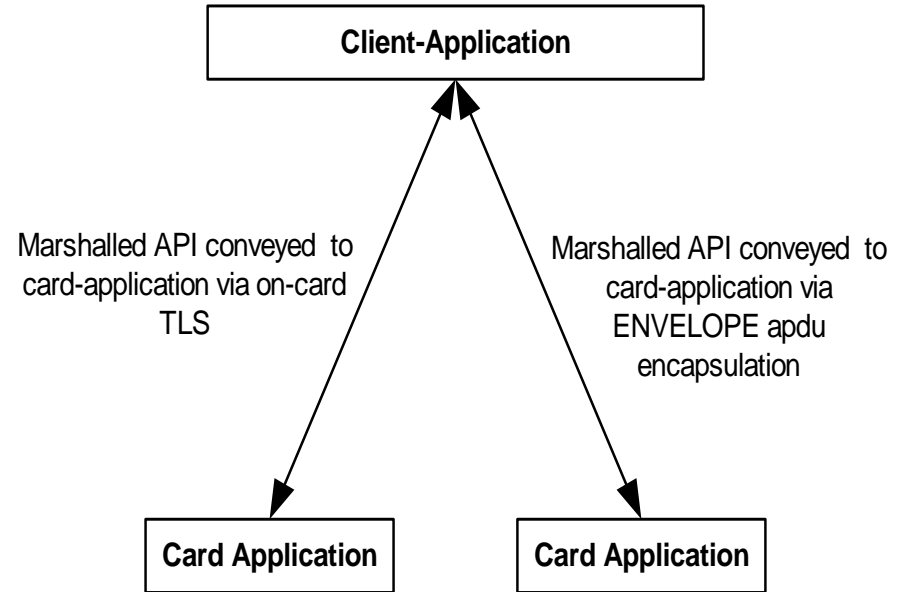 Client-Application
Marshalled API conveyed  to
card-application via on-card
TLS
Marshalled API conveyed  to
card-application via
ENVELOPE apdu
encapsulation
Card Application
Card Application